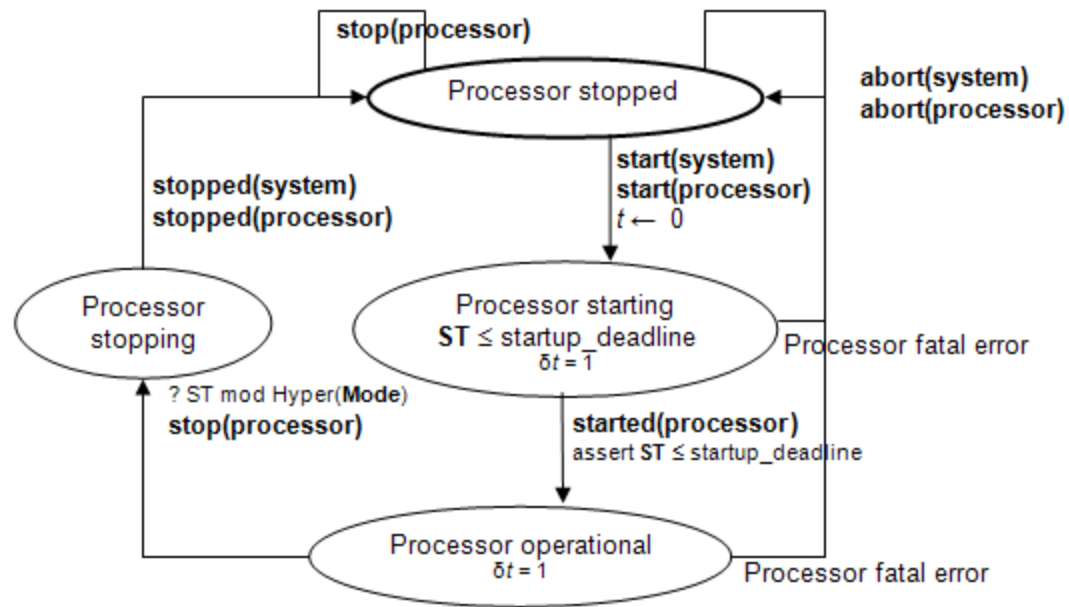 stop(processor)
Processor stopped
abort(system)
abort(processor)
start(system)
start(processor)
t ← 0
stopped(system)
stopped(processor)
Processor
stopping
Processor starting
ST ≤ startup_deadline
δt = 1
Processor fatal error
? ST mod Hyper(Mode)
stop(processor)
started(processor)
assert ST ≤ startup_deadline
Processor operational
δt = 1
Processor fatal error